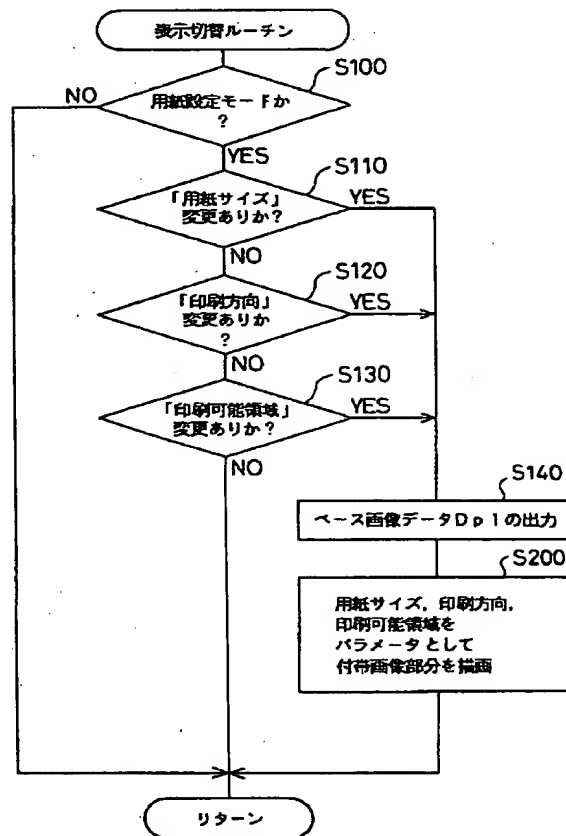 表示切替ルーチン
S100
NO
用紙設定モードか
?
YES
S110
「用紙サイズ」
変更ありか?
YES
NO
S120
「印刷方向」
変更ありか
?
YES
NO
S130
「印刷可能領域」
変更ありか?
YES
NO
S140
ベース画像データDp1の出力
S200
用紙サイズ,印刷方向,
印刷可能領域を
パラメータとして
付帯画像部分を描画
リターン